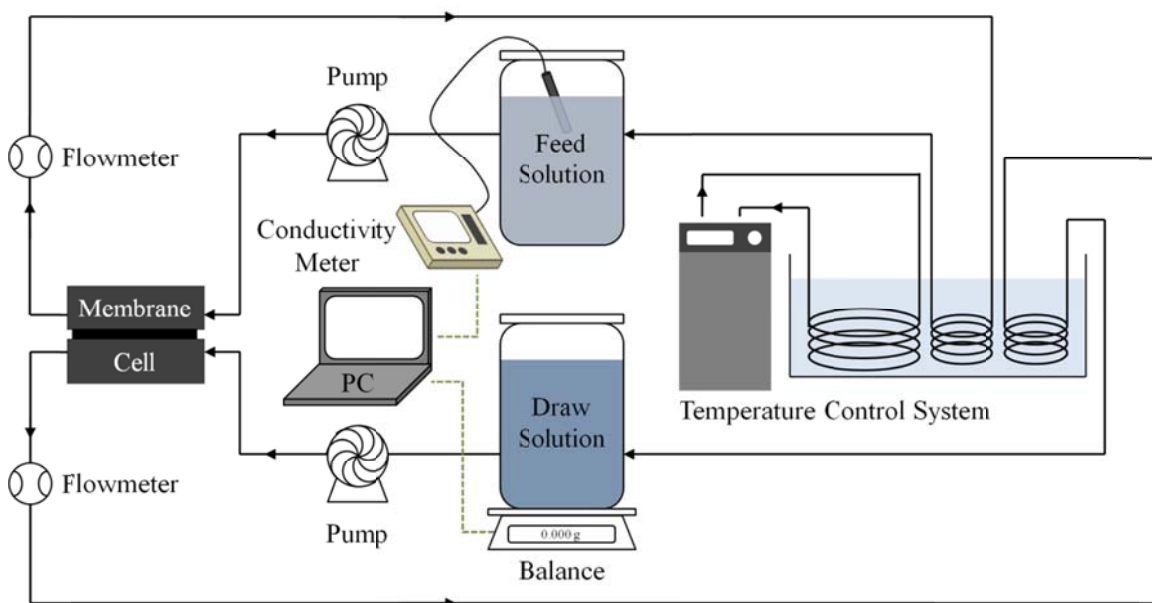 Pump
Flowmeter
Feed
Solution
Conductivity
Meter
Membrane
Cell
PC
Draw
Solution
Temperature Control System
Flowmeter
Pump
0.000 g
Balance